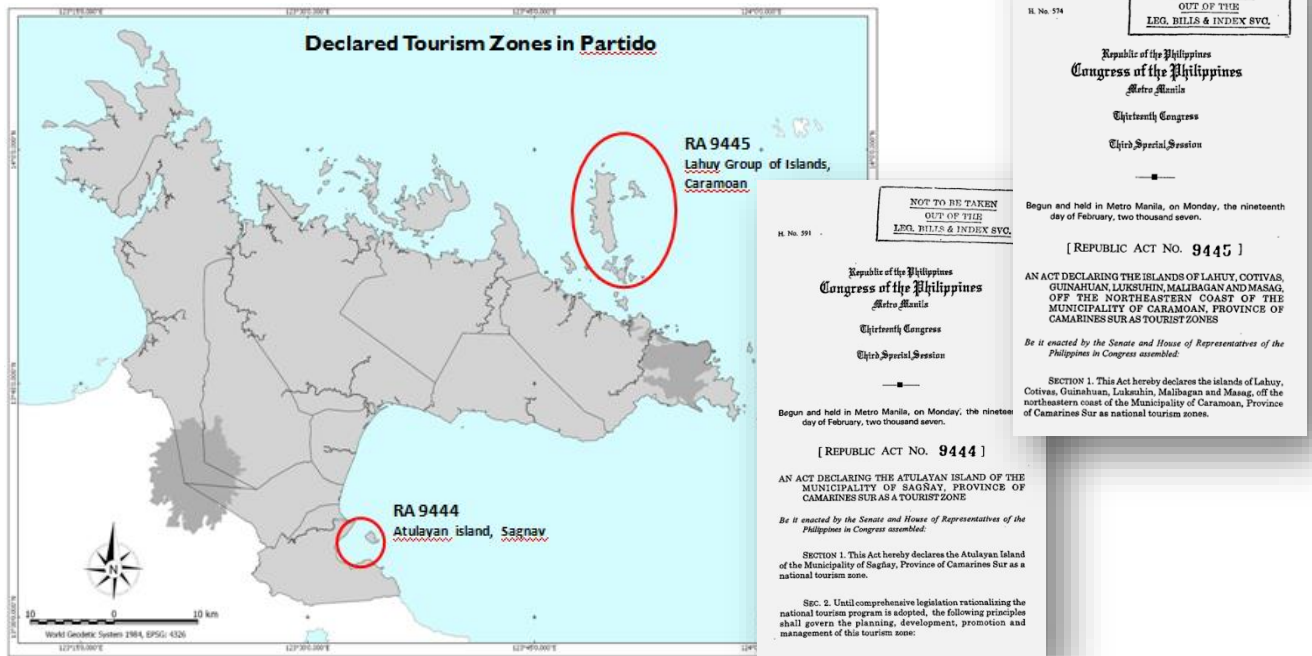 Declared Tourism Zones in Partido
RA 9445
Lahuy Group of Islands,
Caramoan
RA 9444
Atulayan island, Sagnav
N
10 0 10 km
World Geodetic System 1984, EPSG: 4326
123°15'0.000"E 123°30'0.000"E 123°45'0.000"E
NOT TO BE TAKEN
OUT OF THE
LEG. BILLS & INDEX SVC.
H. No. 591
Republic of the Philippines
Congress of the Philippines
Metro Manila
Thirteenth Congress
Third Special Session
Begun and held in Metro Manila, on Monday, the nineteen
day of February, two thousand seven.
[ REPUBLIC ACT NO. 9444 ]
AN ACT DECLARING THE ATULAYAN ISLAND OF THE
MUNICIPALITY OF SAGÑAY, PROVINCE OF
CAMARINES SUR AS A TOURIST ZONE
Be it enacted by the Senate and House of Representatives of the
Philippines in Congress assembled:
SECTION 1. This Act hereby declares the Atulayan Island
of the Municipality of Sagñay, Province of Camarines Sur as a
national tourism zone.
SEC. 2. Until comprehensive legislation rationalizing the
national tourism program is adopted, the following principles
shall govern the planning, development, promotion and
management of this tourism zone:
OUT OF THE
LEG. BILLS & INDEX SVC.
H. No. 574
Republic of the Philippines
Congress of the Philippines
Metro Manila
Thirteenth Congress
Third Special Session
Begun and held in Metro Manila, on Monday, the nineteenth
day of February, two thousand seven.
[ REPUBLIC ACT NO. 9445 ]
AN ACT DECLARING THE ISLANDS OF LAHUY, COTIVAS,
GUINAHUAN, LUKSUHIN, MALIBAGAN AND MASAG,
OFF THE NORTHEASTERN COAST OF THE
MUNICIPALITY OF CARAMOAN, PROVINCE OF
CAMARINES SUR AS TOURIST ZONES
Be it enacted by the Senate and House of Representatives of the
Philippines in Congress assembled:
SECTION 1. This Act hereby declares the islands of Lahuy,
Cotivas, Guinahuan, Luksuhin, Malibagan and Masag, off the
northeastern coast of the Municipality of Caramoan, Province
of Camarines Sur as national tourism zones.